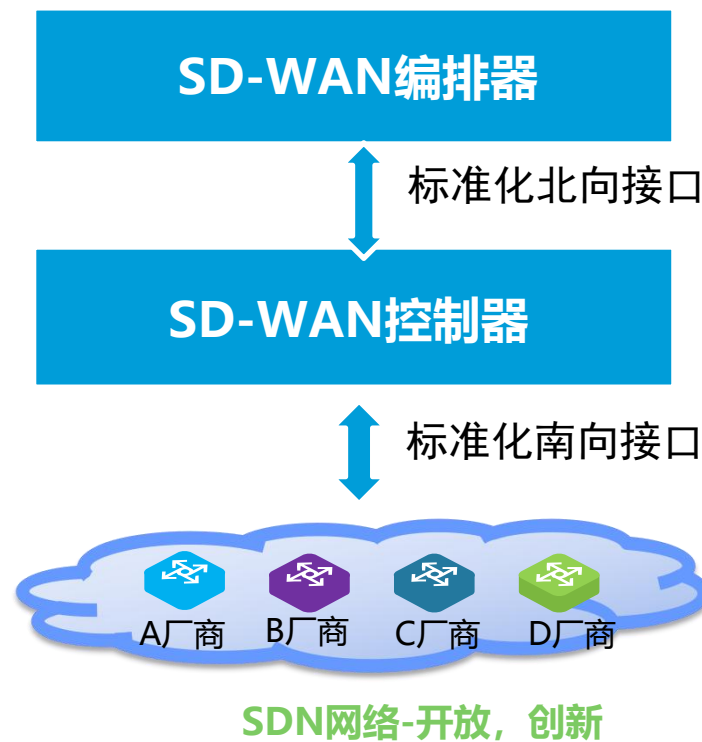 SD-WAN编排器
标准化北向接口
SD-WAN控制器
标准化南向接口
A厂商 B厂商 C厂商 D厂商
SDN网络-开放，创新